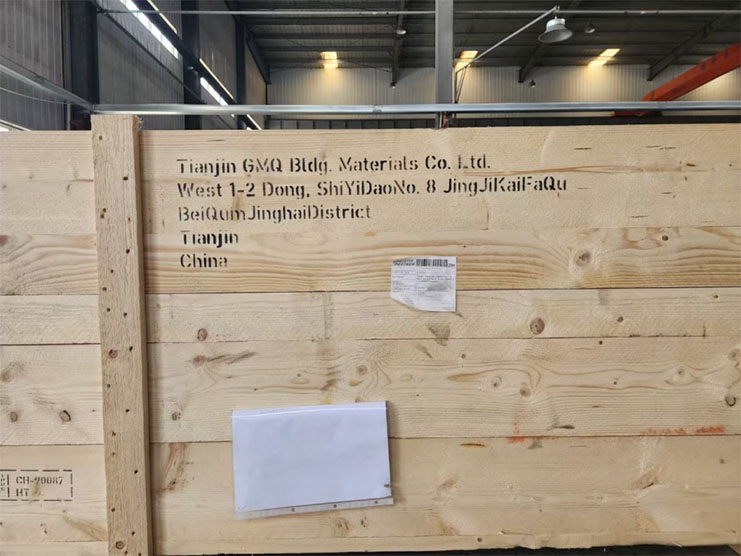 Tianjin GMQ Bldg. Materials Co. Ltd.
West 1-2 Dong, ShiYiDaoNo. 8 JingJiKaiFaQu
BeiQumJinghaiDistrict
Tianjin
China
CH-20087
HT